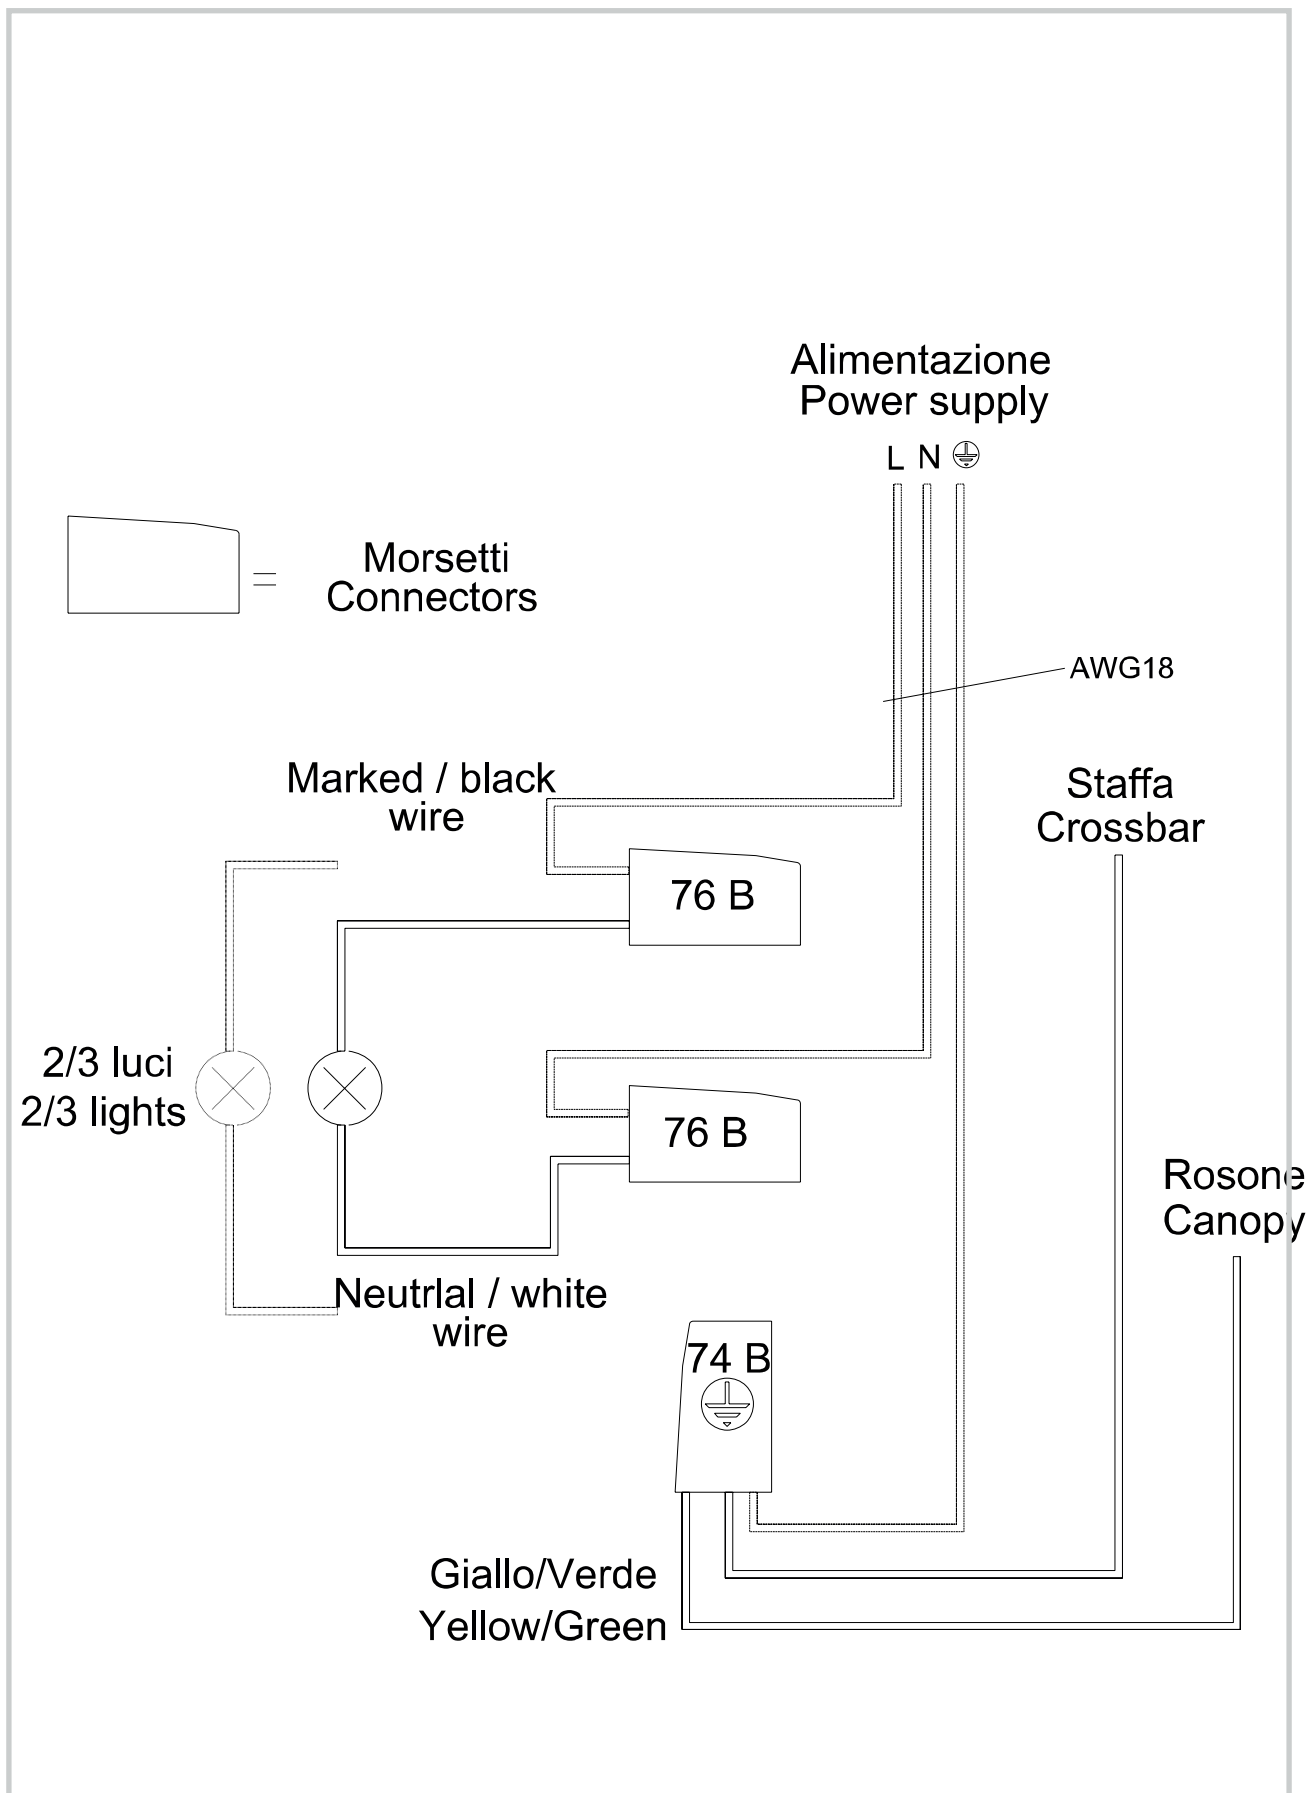 Alimentazione
Power supply
L N
Morsetti
Connectors
AWG18
Marked / black
wire
Staffa
Crossbar
76 B
2/3 luci
2/3 lights
76 B
Rosone
Canopy
Neutrlal / white
wire
74 B
Giallo/Verde
Yellow/Green